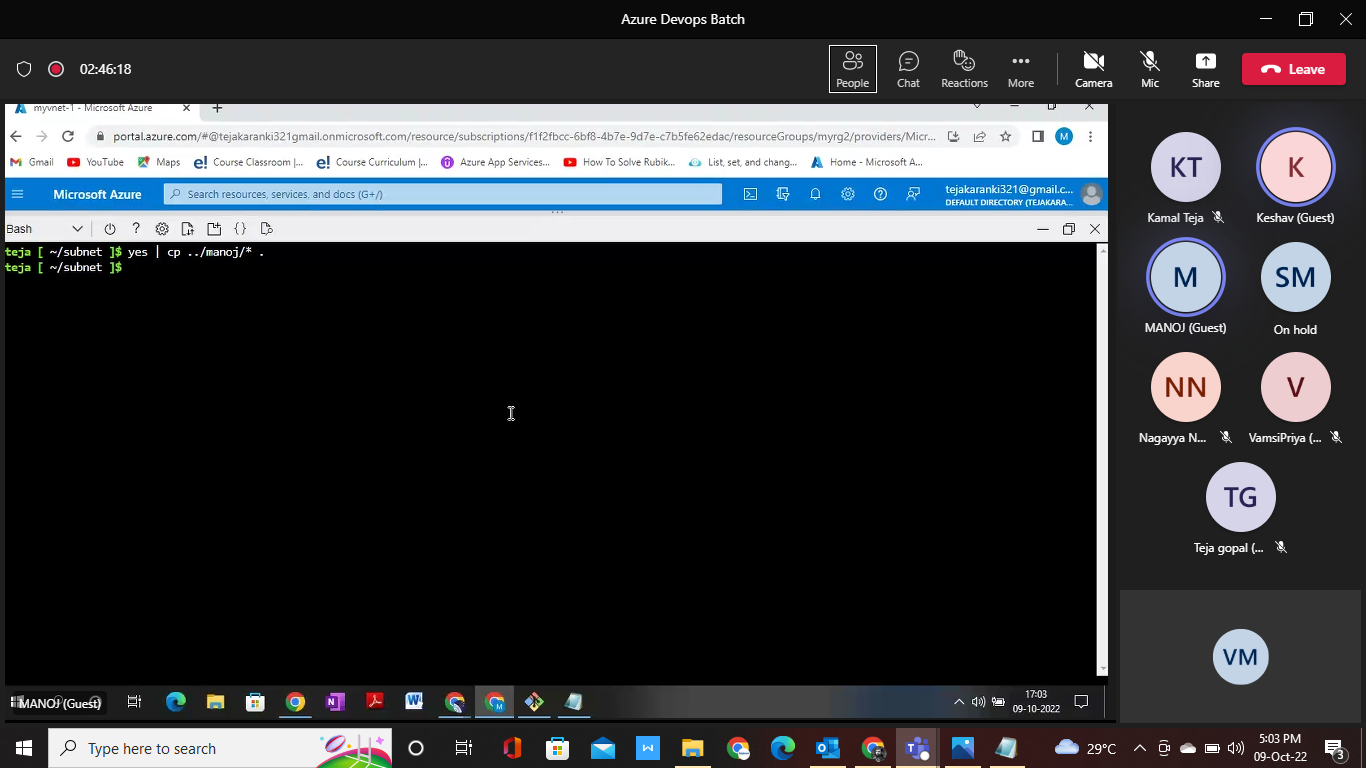 Azure Devops Batch
02:46:18
People
Chat
Reactions
More
Camera
Mic
Share
Leave
myvnet-1 - Microsoft Azure
portal.azure.com/#@tejakaranki321gmail.onmicrosoft.com/resource/subscriptions/f1f2fbcc-6bf8-4b7e-9d7e-c7b5fe62edac/resourceGroups/myrg2/providers/Micr...
M
Gmail
YouTube
Maps
Course Classroom |...
Course Curriculum |...
Azure App Services...
How To Solve Rubik...
List, set, and chang...
Home - Microsoft A...
Microsoft Azure
Search resources, services, and docs (G+/)
tejakaranki321@gmail.c...
DEFAULT DIRECTORY (TEJAKARA...
Bash
teja [ ~/subnet ]$ yes | cp ../manoj/* .
teja [ ~/subnet ]$
KT
Kamal Teja
K
Keshav (Guest)
M
MANOJ (Guest)
SM
On hold
NN
Nagayya N...
V
VamsiPriya (...
TG
Teja gopal (...
VM
MANOJ (Guest)
17:03
09-10-2022
Type here to search
29°C
5:03 PM
09-Oct-22
3